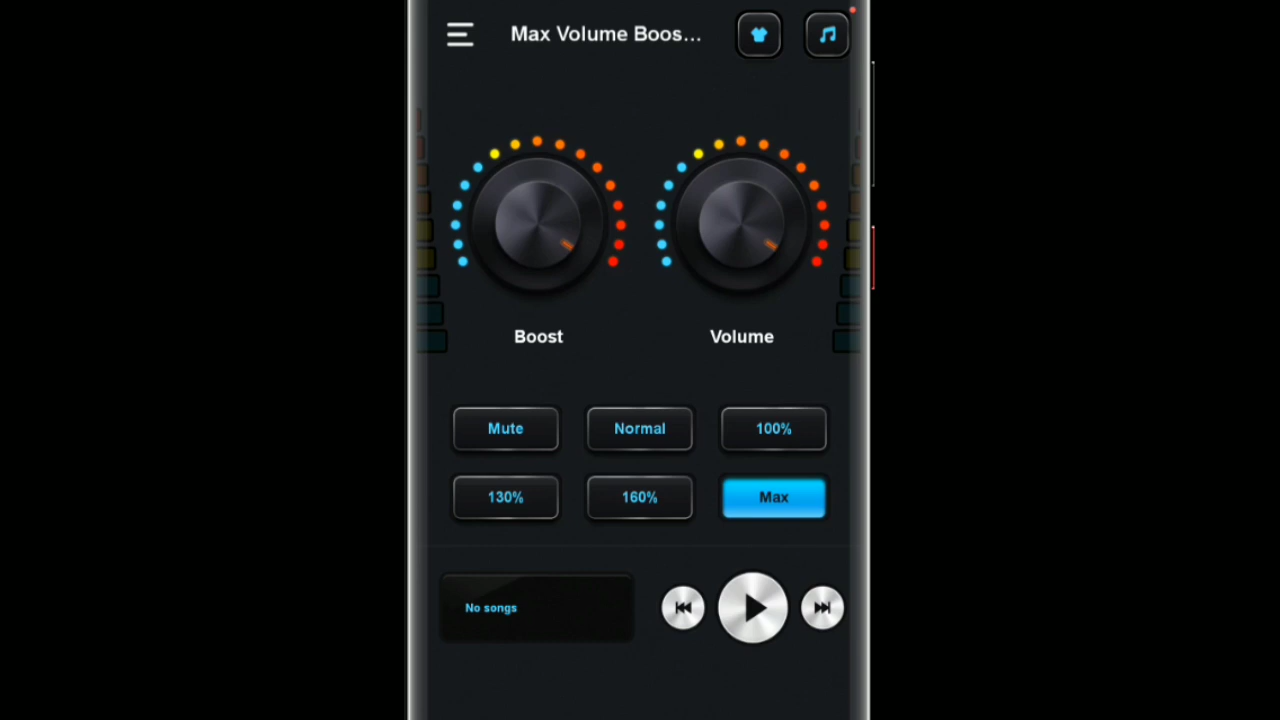 Max Volume Boos...
Boost
Volume
Mute
Normal
100%
130%
160%
Max
No songs